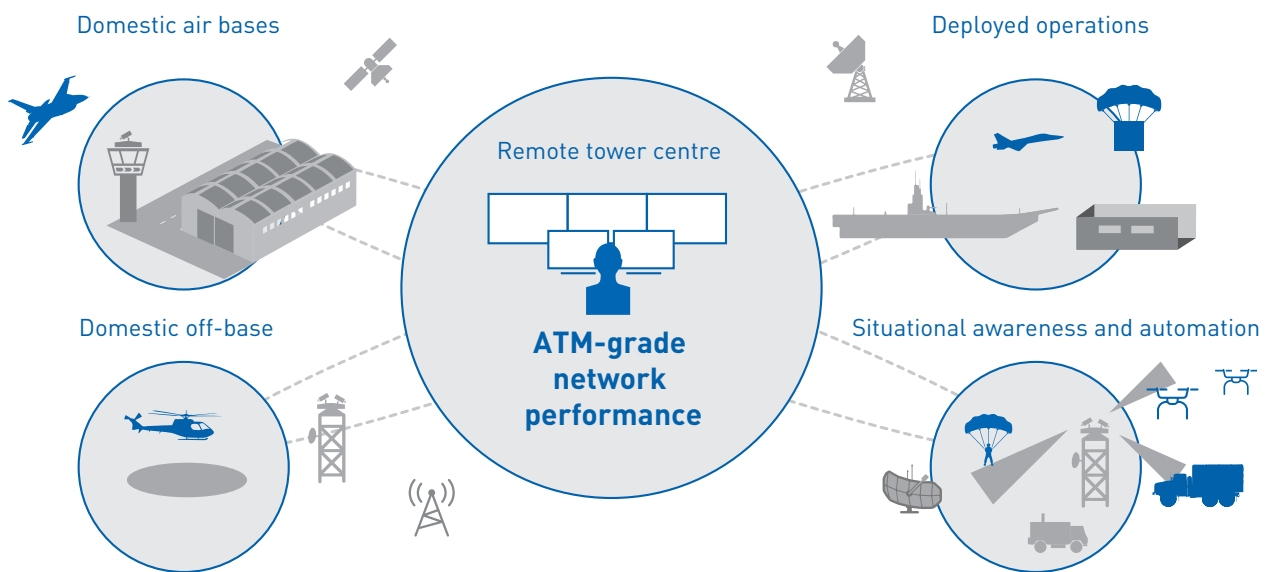 Domestic air bases
Deployed operations
Remote tower centre
ATM-grade
network
performance
Domestic off-base
Situational awareness and automation